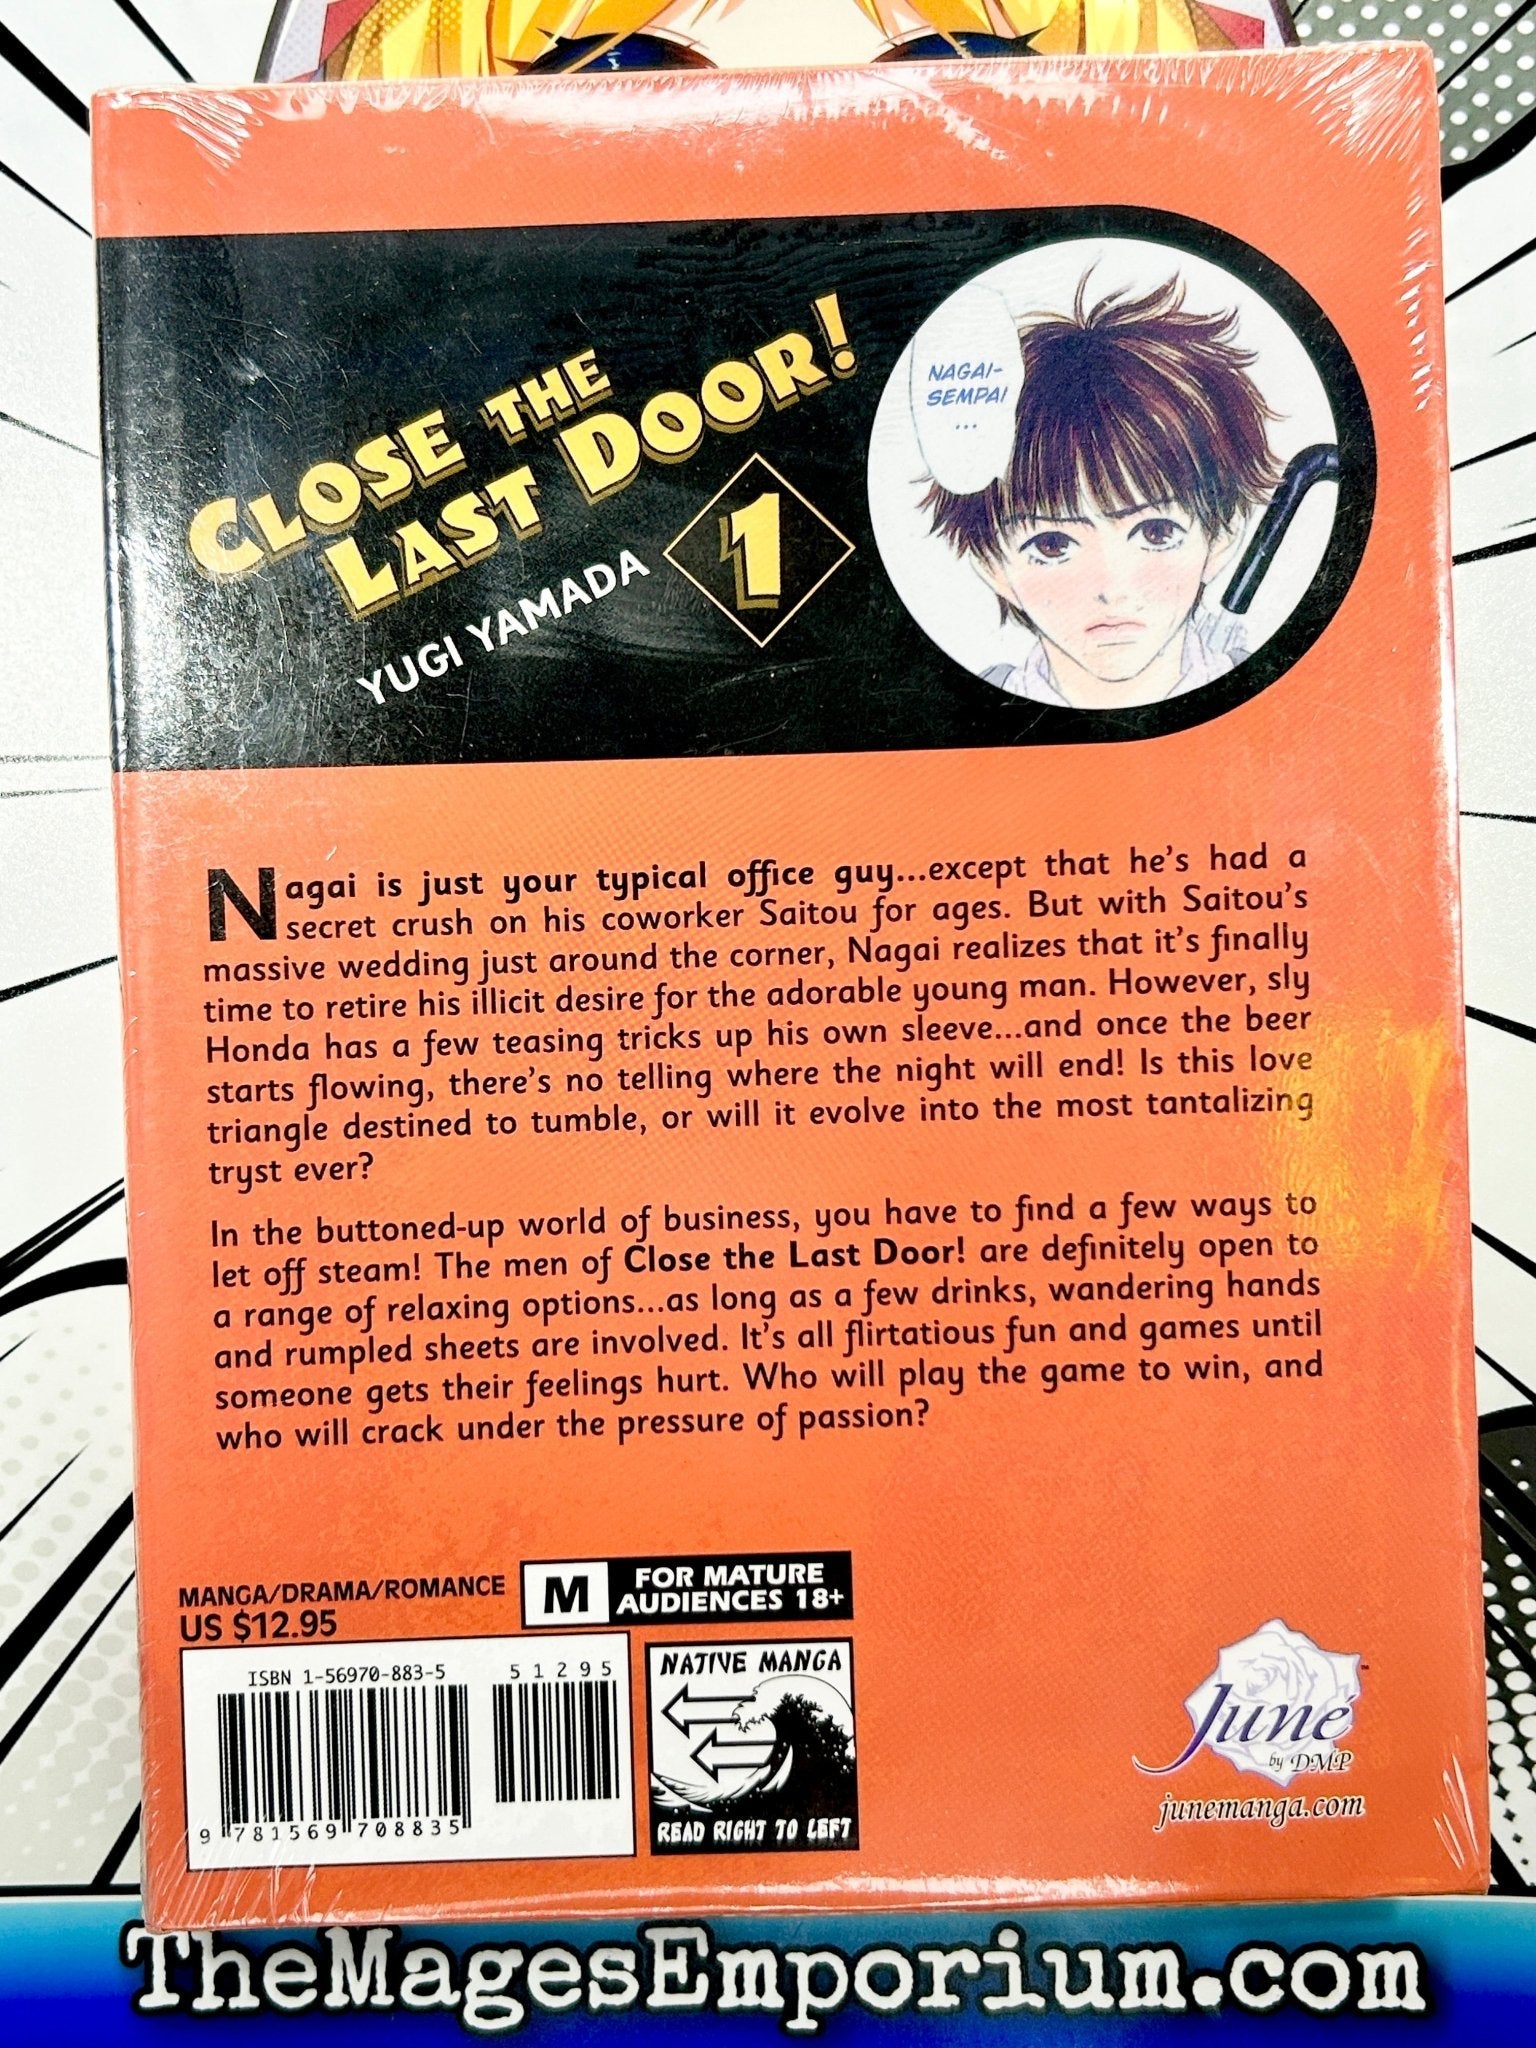 CLOSE THE
LAST DOOR!
1
YUGI YAMADA
NAGAI-
SEMPAI
...
Nagai is just your typical office guy...except that he's had a
secret crush on his coworker Saitou for ages. But with Saitou's
massive wedding just around the corner, Nagai realizes that it's finally
time to retire his illicit desire for the adorable young man. However, sly
Honda has a few teasing tricks up his own sleeve...and once the beer
starts flowing, there's no telling where the night will end! Is this love
triangle destined to tumble, or will it evolve into the most tantalizing
tryst ever?
In the buttoned-up world of business, you have to find a few ways to
let off steam! The men of Close the Last Door! are definitely open to
a range of relaxing options...as long as a few drinks, wandering hands
and rumpled sheets are involved. It's all flirtatious fun and games until
someone gets their feelings hurt. Who will play the game to win, and
who will crack under the pressure of passion?
MANGA/DRAMA/ROMANCE
US $12.95
M
FOR MATURE
AUDIENCES 18+
ISBN 1-56970-883-5
51295
9 781569 708835
NATIVE MANGA
READ RIGHT TO LEFT
Juné™
by DMP
junemanga.com
TheMagesEmporium.com